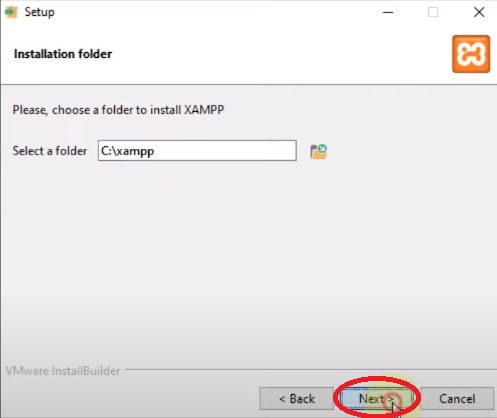 Setup
Installation folder
Please, choose a folder to install XAMPP
Select a folder C:\xampp
VMware InstallBuilder
< Back Next > Cancel